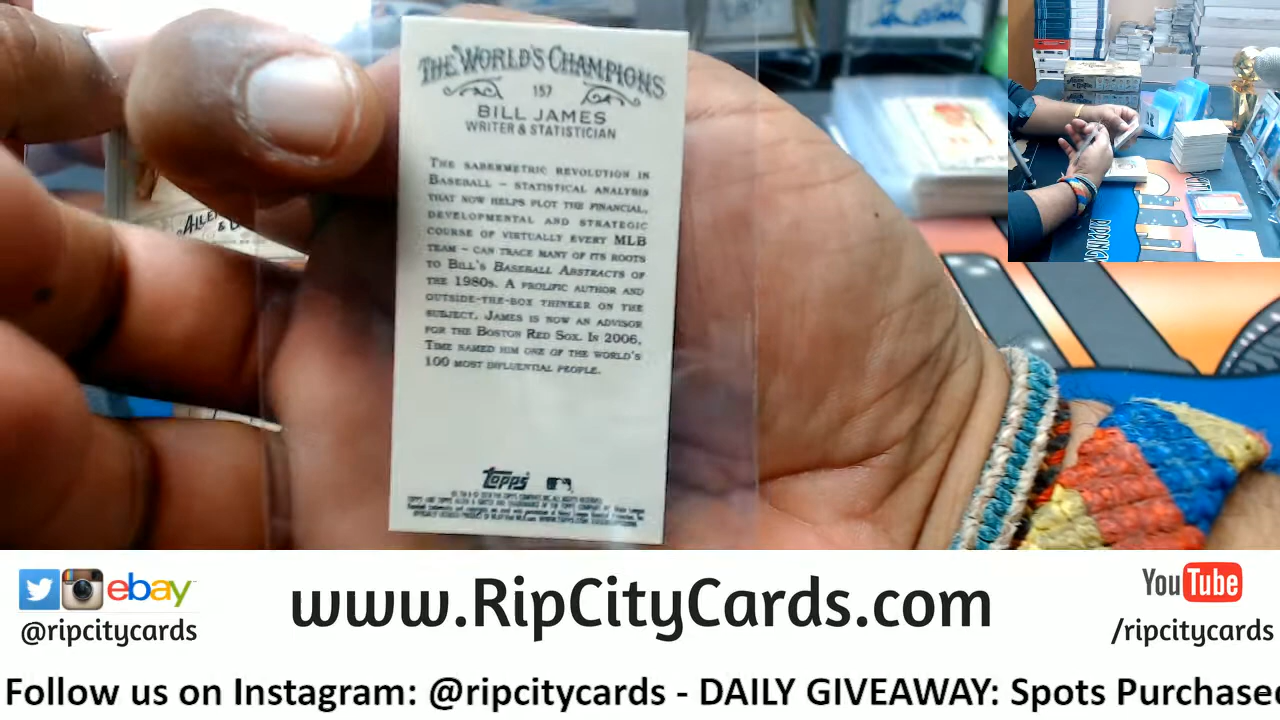 THE WORLD'S CHAMPIONS
157
BILL JAMES
WRITER & STATISTICIAN
THE SABERMETRIC REVOLUTION IN
BASEBALL – STATISTICAL ANALYSIS
THAT NOW HELPS PLOT THE FINANCIAL,
DEVELOPMENTAL AND STRATEGIC
COURSE OF VIRTUALLY EVERY MLB
TEAM – CAN TRACE MANY OF ITS ROOTS
TO BILL'S BASEBALL ABSTRACTS OF
THE 1980S. A PROLIFIC AUTHOR AND
OUTSIDE-THE-BOX THINKER ON THE
SUBJECT, JAMES IS NOW AN ADVISOR
FOR THE BOSTON RED SOX. IN 2006,
TIME NAMED HIM ONE OF THE WORLD'S
100 MOST INFLUENTIAL PEOPLE.
Topps
ebay
@ripcitycards
www.RipCityCards.com
YouTube
/ripcitycards
Follow us on Instagram: @ripcitycards - DAILY GIVEAWAY: Spots Purchased